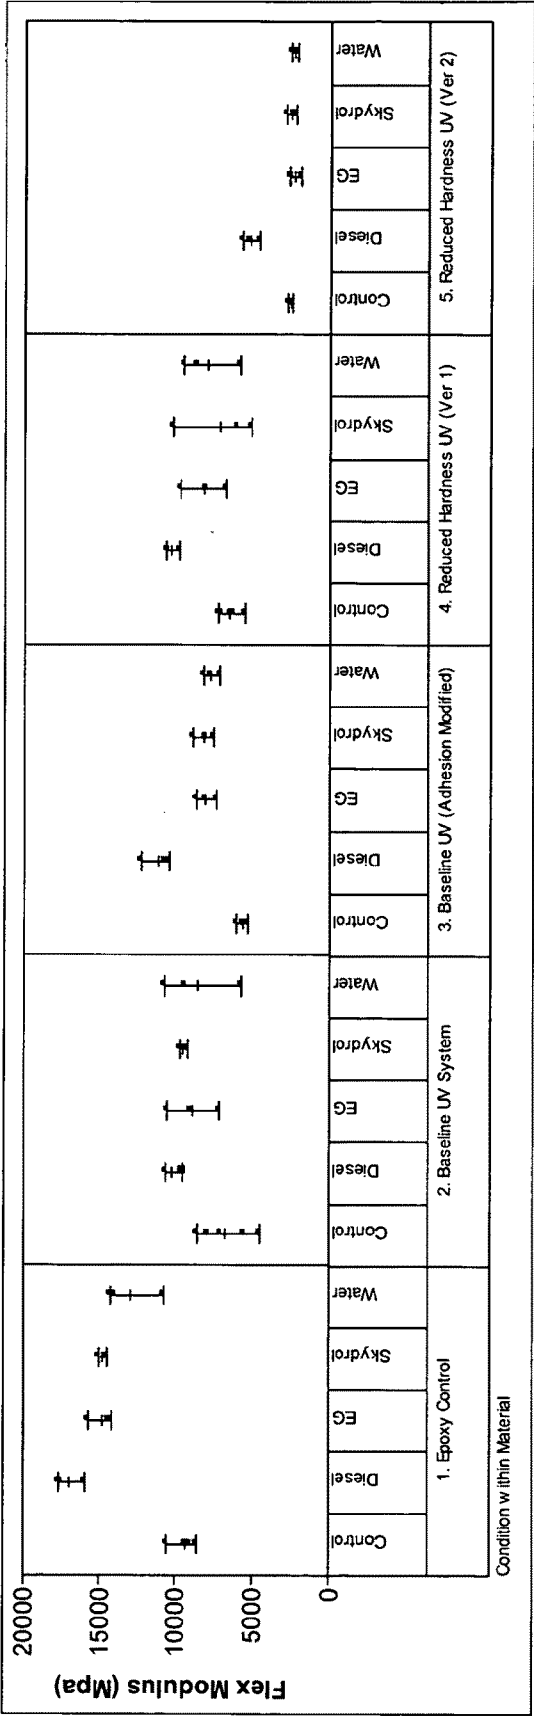 Flex Modulus (Mpa)
20000
15000
10000
5000
0
Control
Diesel
EG
Skydrol
Water
Control
Diesel
EG
Skydrol
Water
Control
Diesel
EG
Skydrol
Water
Control
Diesel
EG
Skydrol
Water
Control
Diesel
EG
Skydrol
Water
1. Epoxy Control
2. Baseline UV System
3. Baseline UV (Adhesion Modified)
4. Reduced Hardness UV (Ver 1)
5. Reduced Hardness UV (Ver 2)
Condition within Material